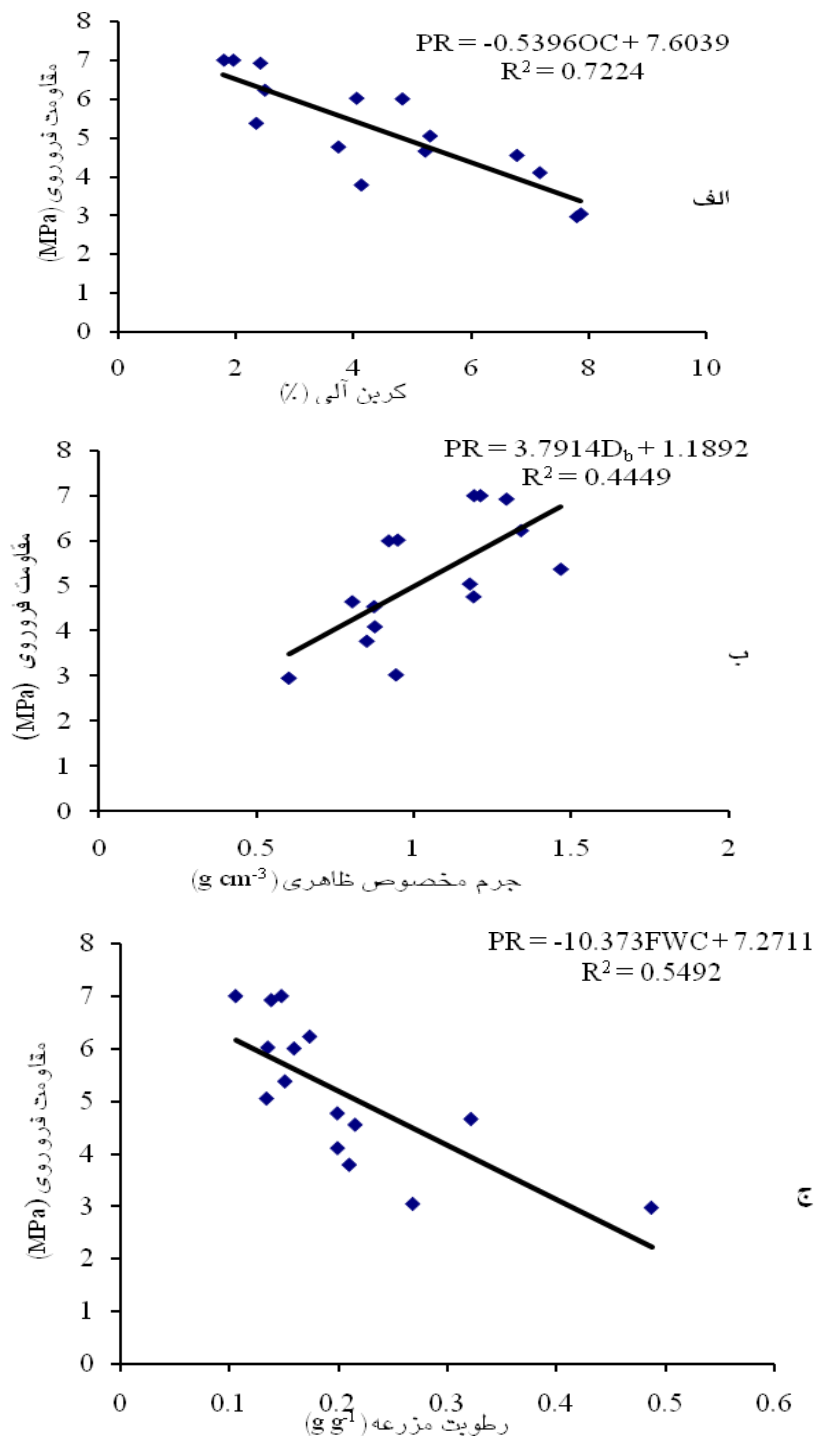 PR = -0.5396OC + 7.6039
R² = 0.7224
مقاومت فروروی (MPa)
8
7
6
5
4
3
2
1
0
0 2 4 6 8 10
کربن آلی (٪)
الف
PR = 3.7914D_b + 1.1892
R² = 0.4449
مقاومت فروروی (MPa)
8
7
6
5
4
3
2
1
0
0 0.5 1 1.5 2
جرم مخصوص ظاهری (g cm⁻³)
ب
PR = -10.373FWC + 7.2711
R² = 0.5492
مقاومت فروروی (MPa)
8
7
6
5
4
3
2
1
0
0 0.1 0.2 0.3 0.4 0.5 0.6
رطوبت مزرعه (g g⁻¹)
ج